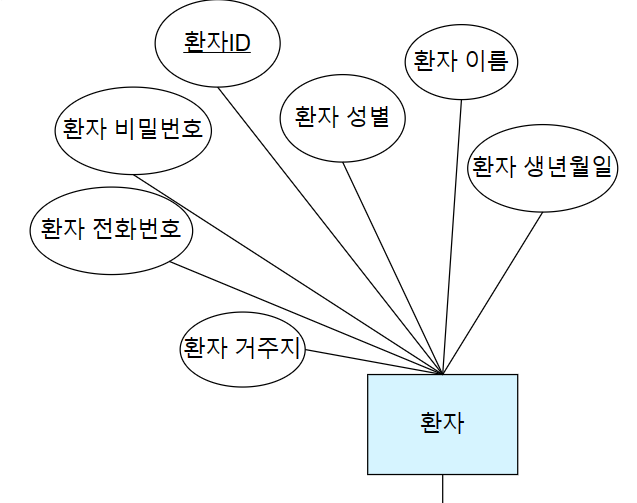 환자ID
환자 이름
환자 성별
환자 비밀번호
환자 생년월일
환자 전화번호
환자 거주지
환자